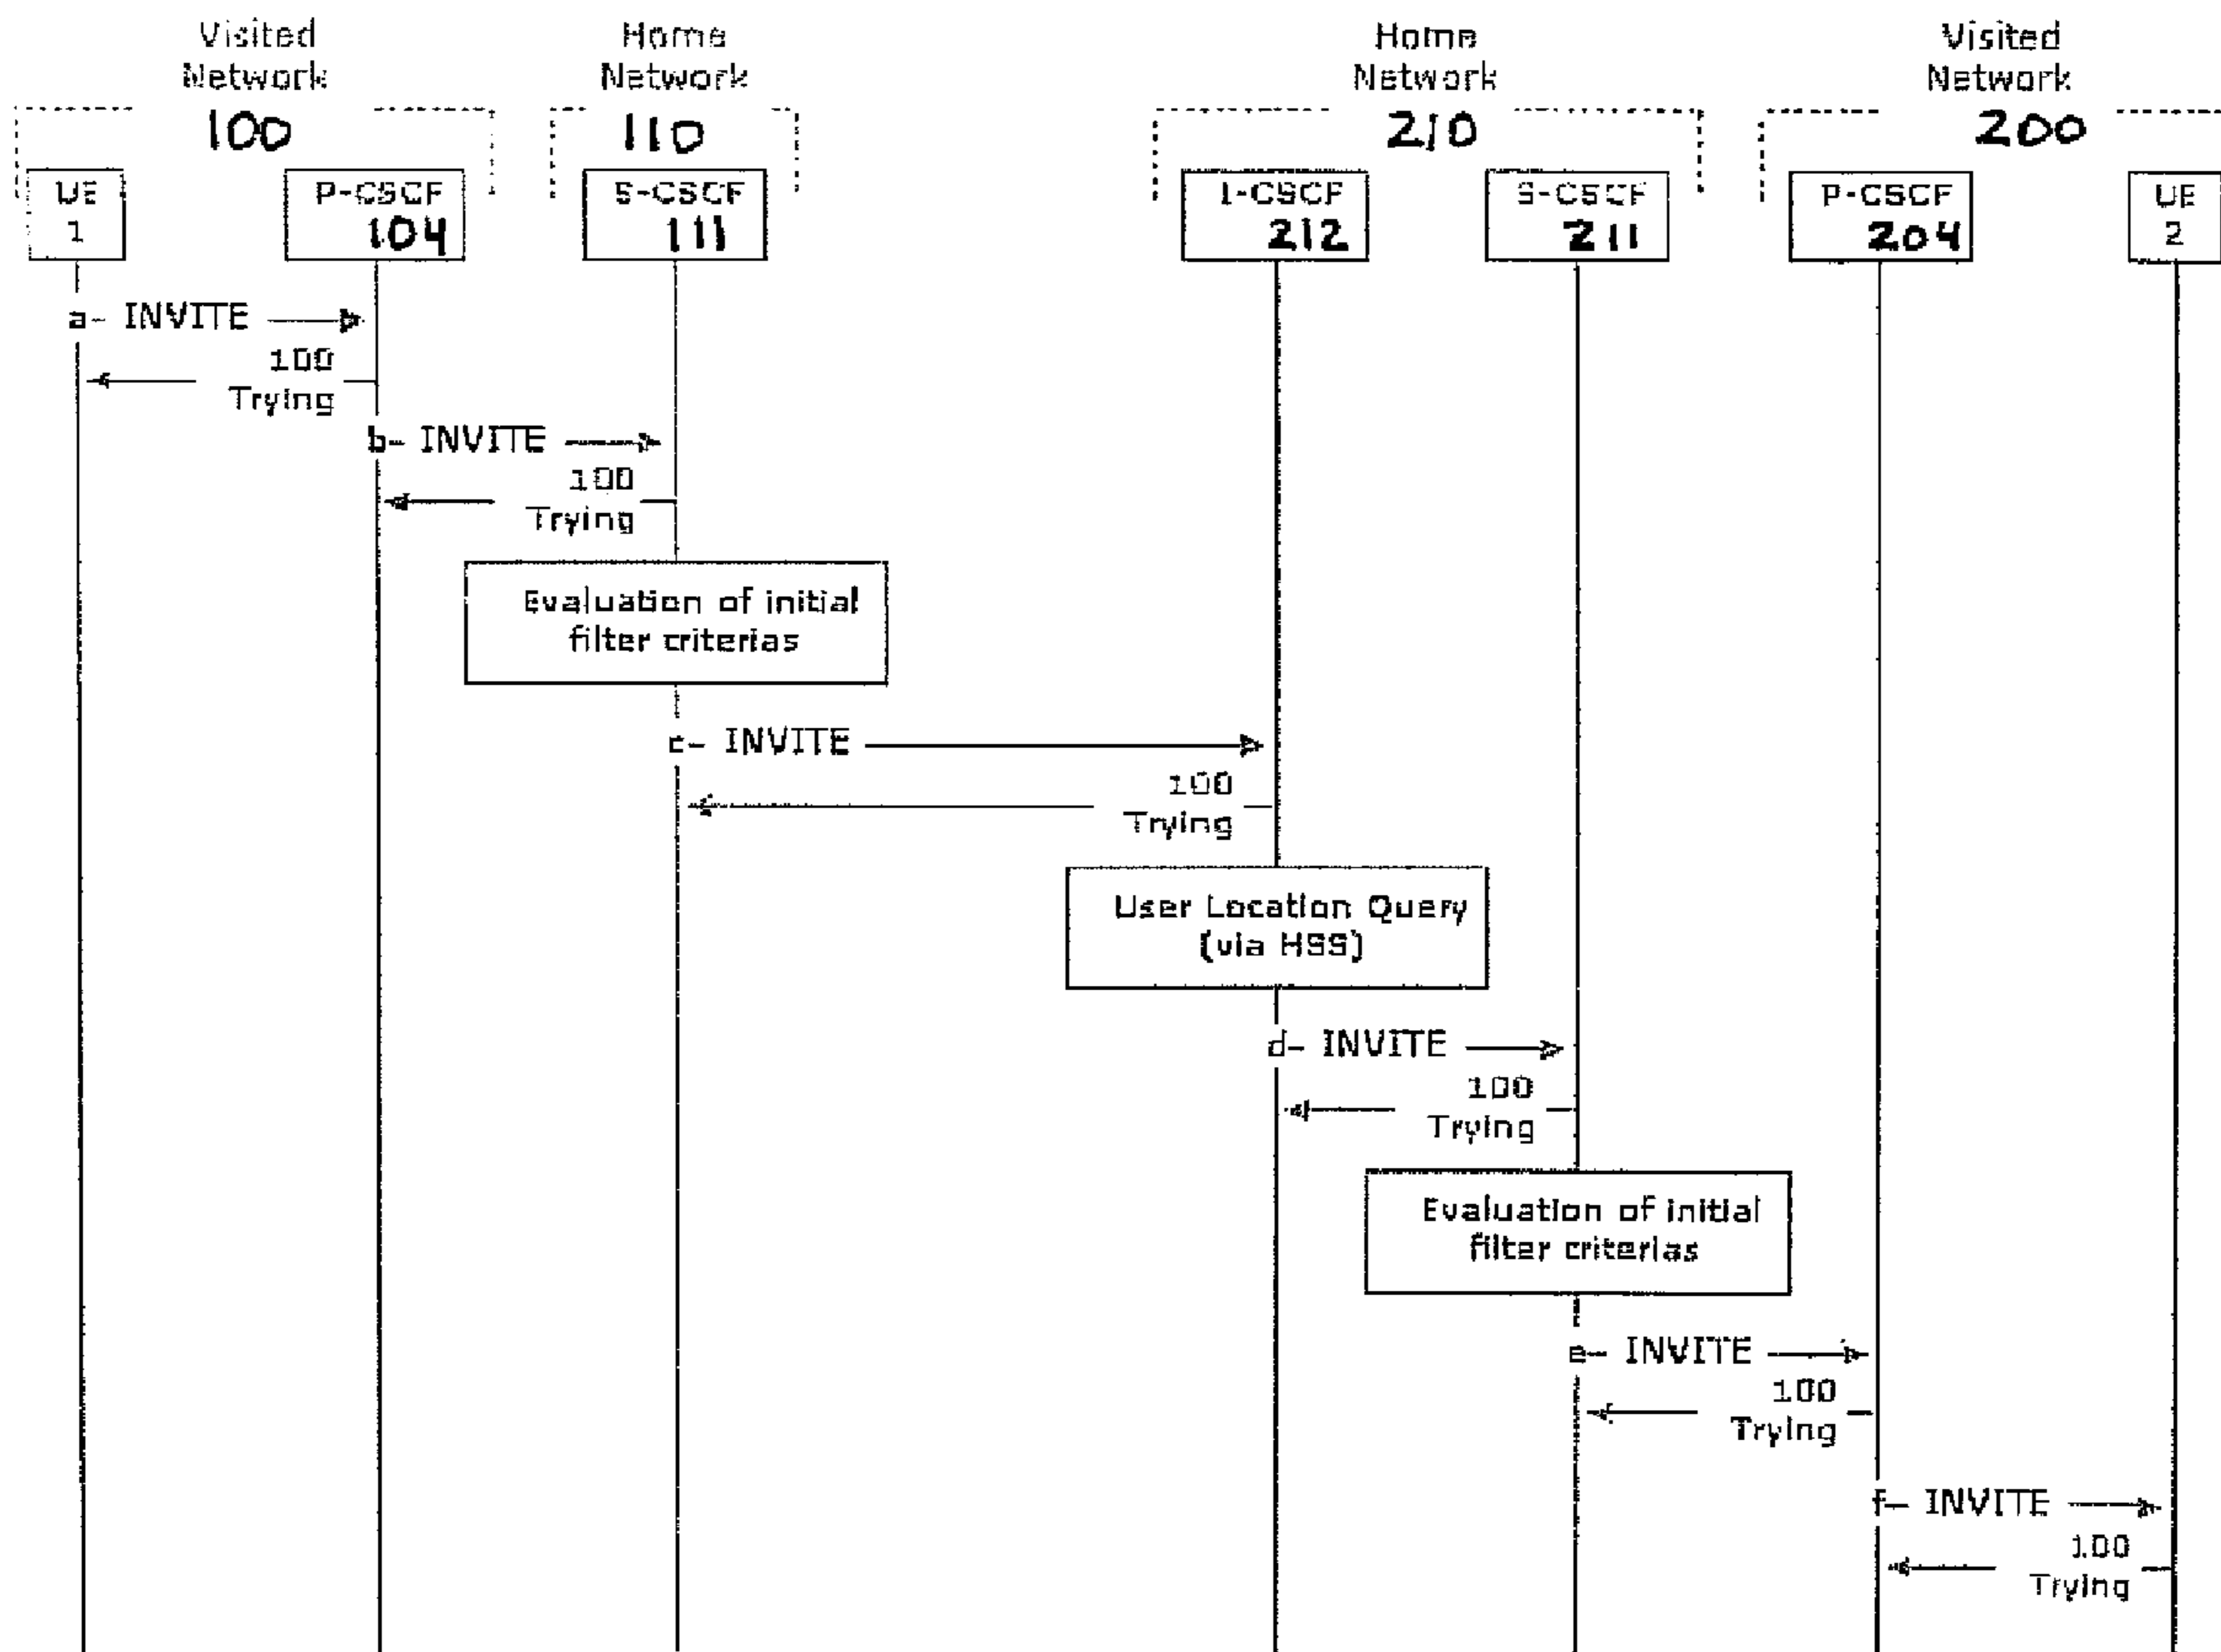 Visited
Network
100
Home
Network
110
Home
Network
210
Visited
Network
200
UE
1
P-CSCF
104
S-CSCF
111
I-CSCF
212
S-CSCF
211
P-CSCF
204
UE
2
a- INVITE
100
Trying
b- INVITE
100
Trying
Evaluation of initial
filter criterias
c- INVITE
100
Trying
User Location Query
(via HSS)
d- INVITE
100
Trying
Evaluation of initial
filter criterias
e- INVITE
100
Trying
f- INVITE
100
Trying